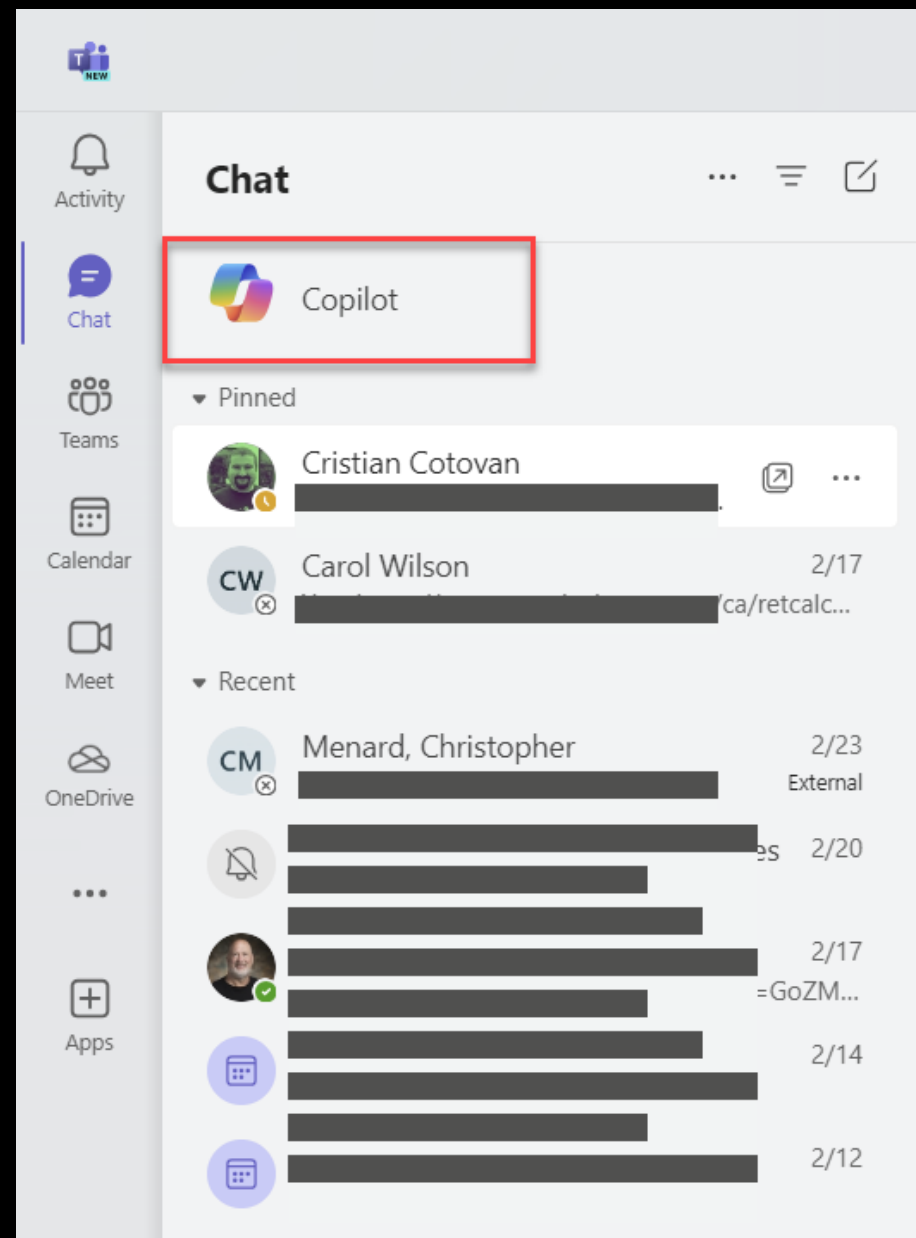 T
NEW
Activity
Chat
Teams
Calendar
Meet
OneDrive
Apps
Chat
Copilot
Pinned
Cristian Cotovan
CW
Carol Wilson
2/17
/ca/retcalc...
Recent
CM
Menard, Christopher
2/23
External
es 2/20
2/17
=GoZM...
2/14
2/12